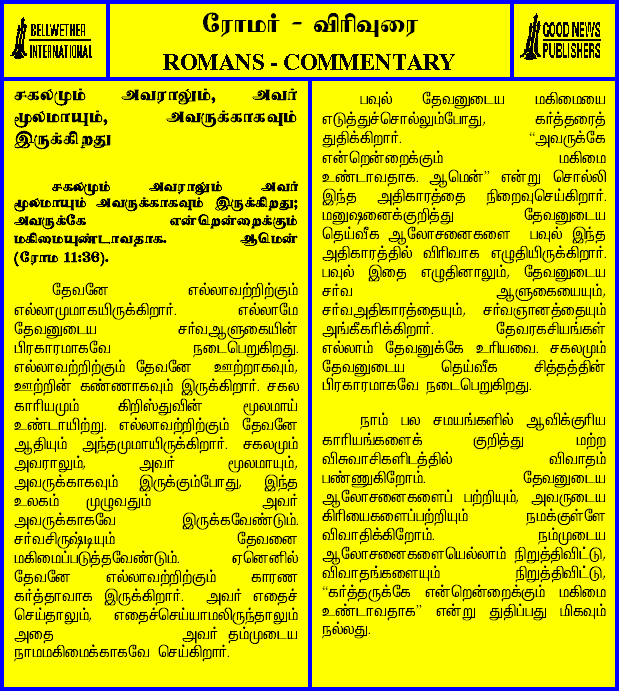 BELLWETHER
INTERNATIONAL
ரோமர் - விரிவுரை
ROMANS - COMMENTARY
GOOD NEWS
PUBLISHERS
சகலமும் அவராலும், அவர்
மூலமாயும், அவருக்காகவும்
இருக்கிறது
சகலமும் அவராலும் அவர்
மூலமாயும் அவருக்காகவும் இருக்கிறது;
அவருக்கே என்றென்றைக்கும்
மகிமையுண்டாவதாக. ஆமென்
(ரோம 11:36).
தேவனே எல்லாவற்றிற்கும்
எல்லாமுமாகயிருக்கிறார். எல்லாமே
தேவனுடைய சர்வஆளுகையின்
பிரகாரமாகவே நடைபெறுகிறது.
எல்லாவற்றிற்கும் தேவனே ஊற்றாகவும்,
ஊற்றின் கண்ணாகவும் இருக்கிறார். சகல
காரியமும் கிறிஸ்துவின் மூலமாய்
உண்டாயிற்று. எல்லாவற்றிற்கும் தேவனே
ஆதியும் அந்தமுமாயிருக்கிறார். சகலமும்
அவராலும், அவர் மூலமாயும்,
அவருக்காகவும் இருக்கும்போது, இந்த
உலகம் முழுவதும் அவர்
அவருக்காகவே இருக்கவேண்டும்.
சர்வசிருஷ்டியும் தேவனை
மகிமைப்படுத்தவேண்டும். ஏனெனில்
தேவனே எல்லாவற்றிற்கும் காரண
கர்த்தாவாக இருக்கிறார். அவர் எதைச்
செய்தாலும், எதைச்செய்யாமலிருந்தாலும்
அதை அவர் தம்முடைய
நாமமகிமைக்காகவே செய்கிறார்.
பவுல் தேவனுடைய மகிமையை
எடுத்துச்சொல்லும்போது, கர்த்தரைத்
துதிக்கிறார். “அவருக்கே
என்றென்றைக்கும் மகிமை
உண்டாவதாக. ஆமென்” என்று சொல்லி
இந்த அதிகாரத்தை நிறைவுசெய்கிறார்.
மனுஷனைக்குறித்து தேவனுடைய
தெய்வீக ஆலோசனைகளை பவுல் இந்த
அதிகாரத்தில் விரிவாக எழுதியிருக்கிறார்.
பவுல் இதை எழுதினாலும், தேவனுடைய
சர்வ ஆளுகையையும்,
சர்வஅதிகாரத்தையும், சர்வஞானத்தையும்
அங்கீகரிக்கிறார். தேவரகசியங்கள்
எல்லாம் தேவனுக்கே உரியவை. சகலமும்
தேவனுடைய தெய்வீக சித்தத்தின்
பிரகாரமாகவே நடைபெறுகிறது.
நாம் பல சமயங்களில் ஆவிக்குரிய
காரியங்களைக் குறித்து மற்ற
விசுவாசிகளிடத்தில் விவாதம்
பண்ணுகிறோம். தேவனுடைய
ஆலோசனைகளைப் பற்றியும், அவருடைய
கிரியைகளைப்பற்றியும் நமக்குள்ளே
விவாதிக்கிறோம். நம்முடைய
ஆலோசனைகளையெல்லாம் நிறுத்திவிட்டு,
விவாதங்களையும் நிறுத்திவிட்டு,
“கர்த்தருக்கே என்றென்றைக்கும் மகிமை
உண்டாவதாக” என்று துதிப்பது மிகவும்
நல்லது.